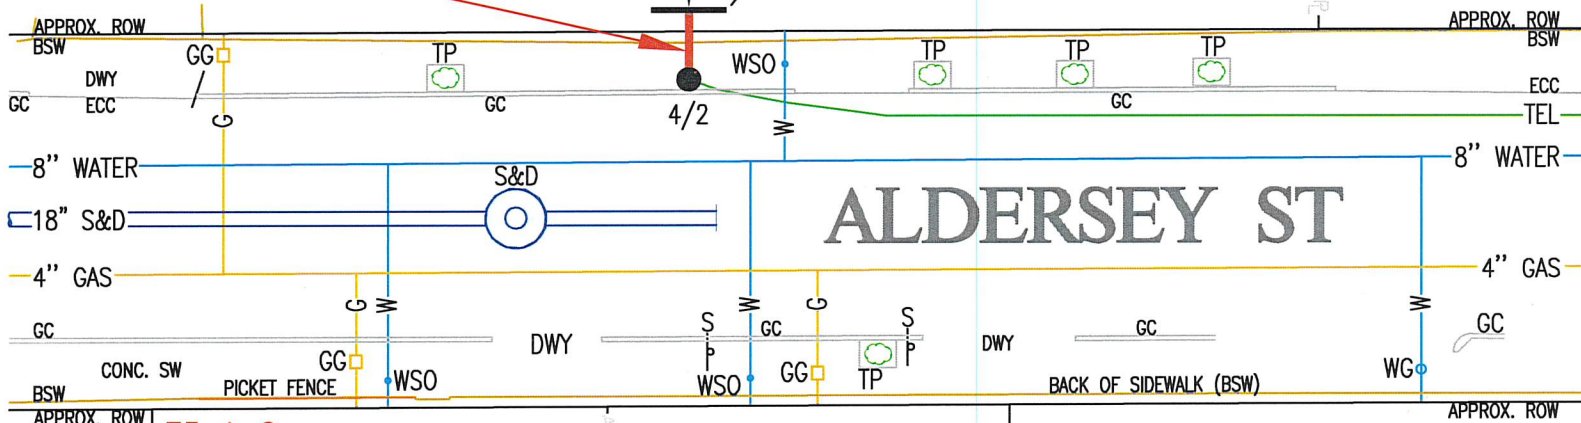 APPROX. ROW
APPROX. ROW
BSW
GG
TP
WSO
TP
TP
TP
BSW
DWY
GC
ECC
GC
GC
ECC
G
4/2
W
TEL
8" WATER
8" WATER
S&D
18" S&D
ALDERSEY ST
4" GAS
4" GAS
G
W
W
G
W
GC
S
GC
S
GC
GC
DWY
DWY
CONC. SW
GG
WSO
WSO
GG
TP
WG
PICKET FENCE
BACK OF SIDEWALK (BSW)
BSW
APPROX. ROW
APPROX. ROW